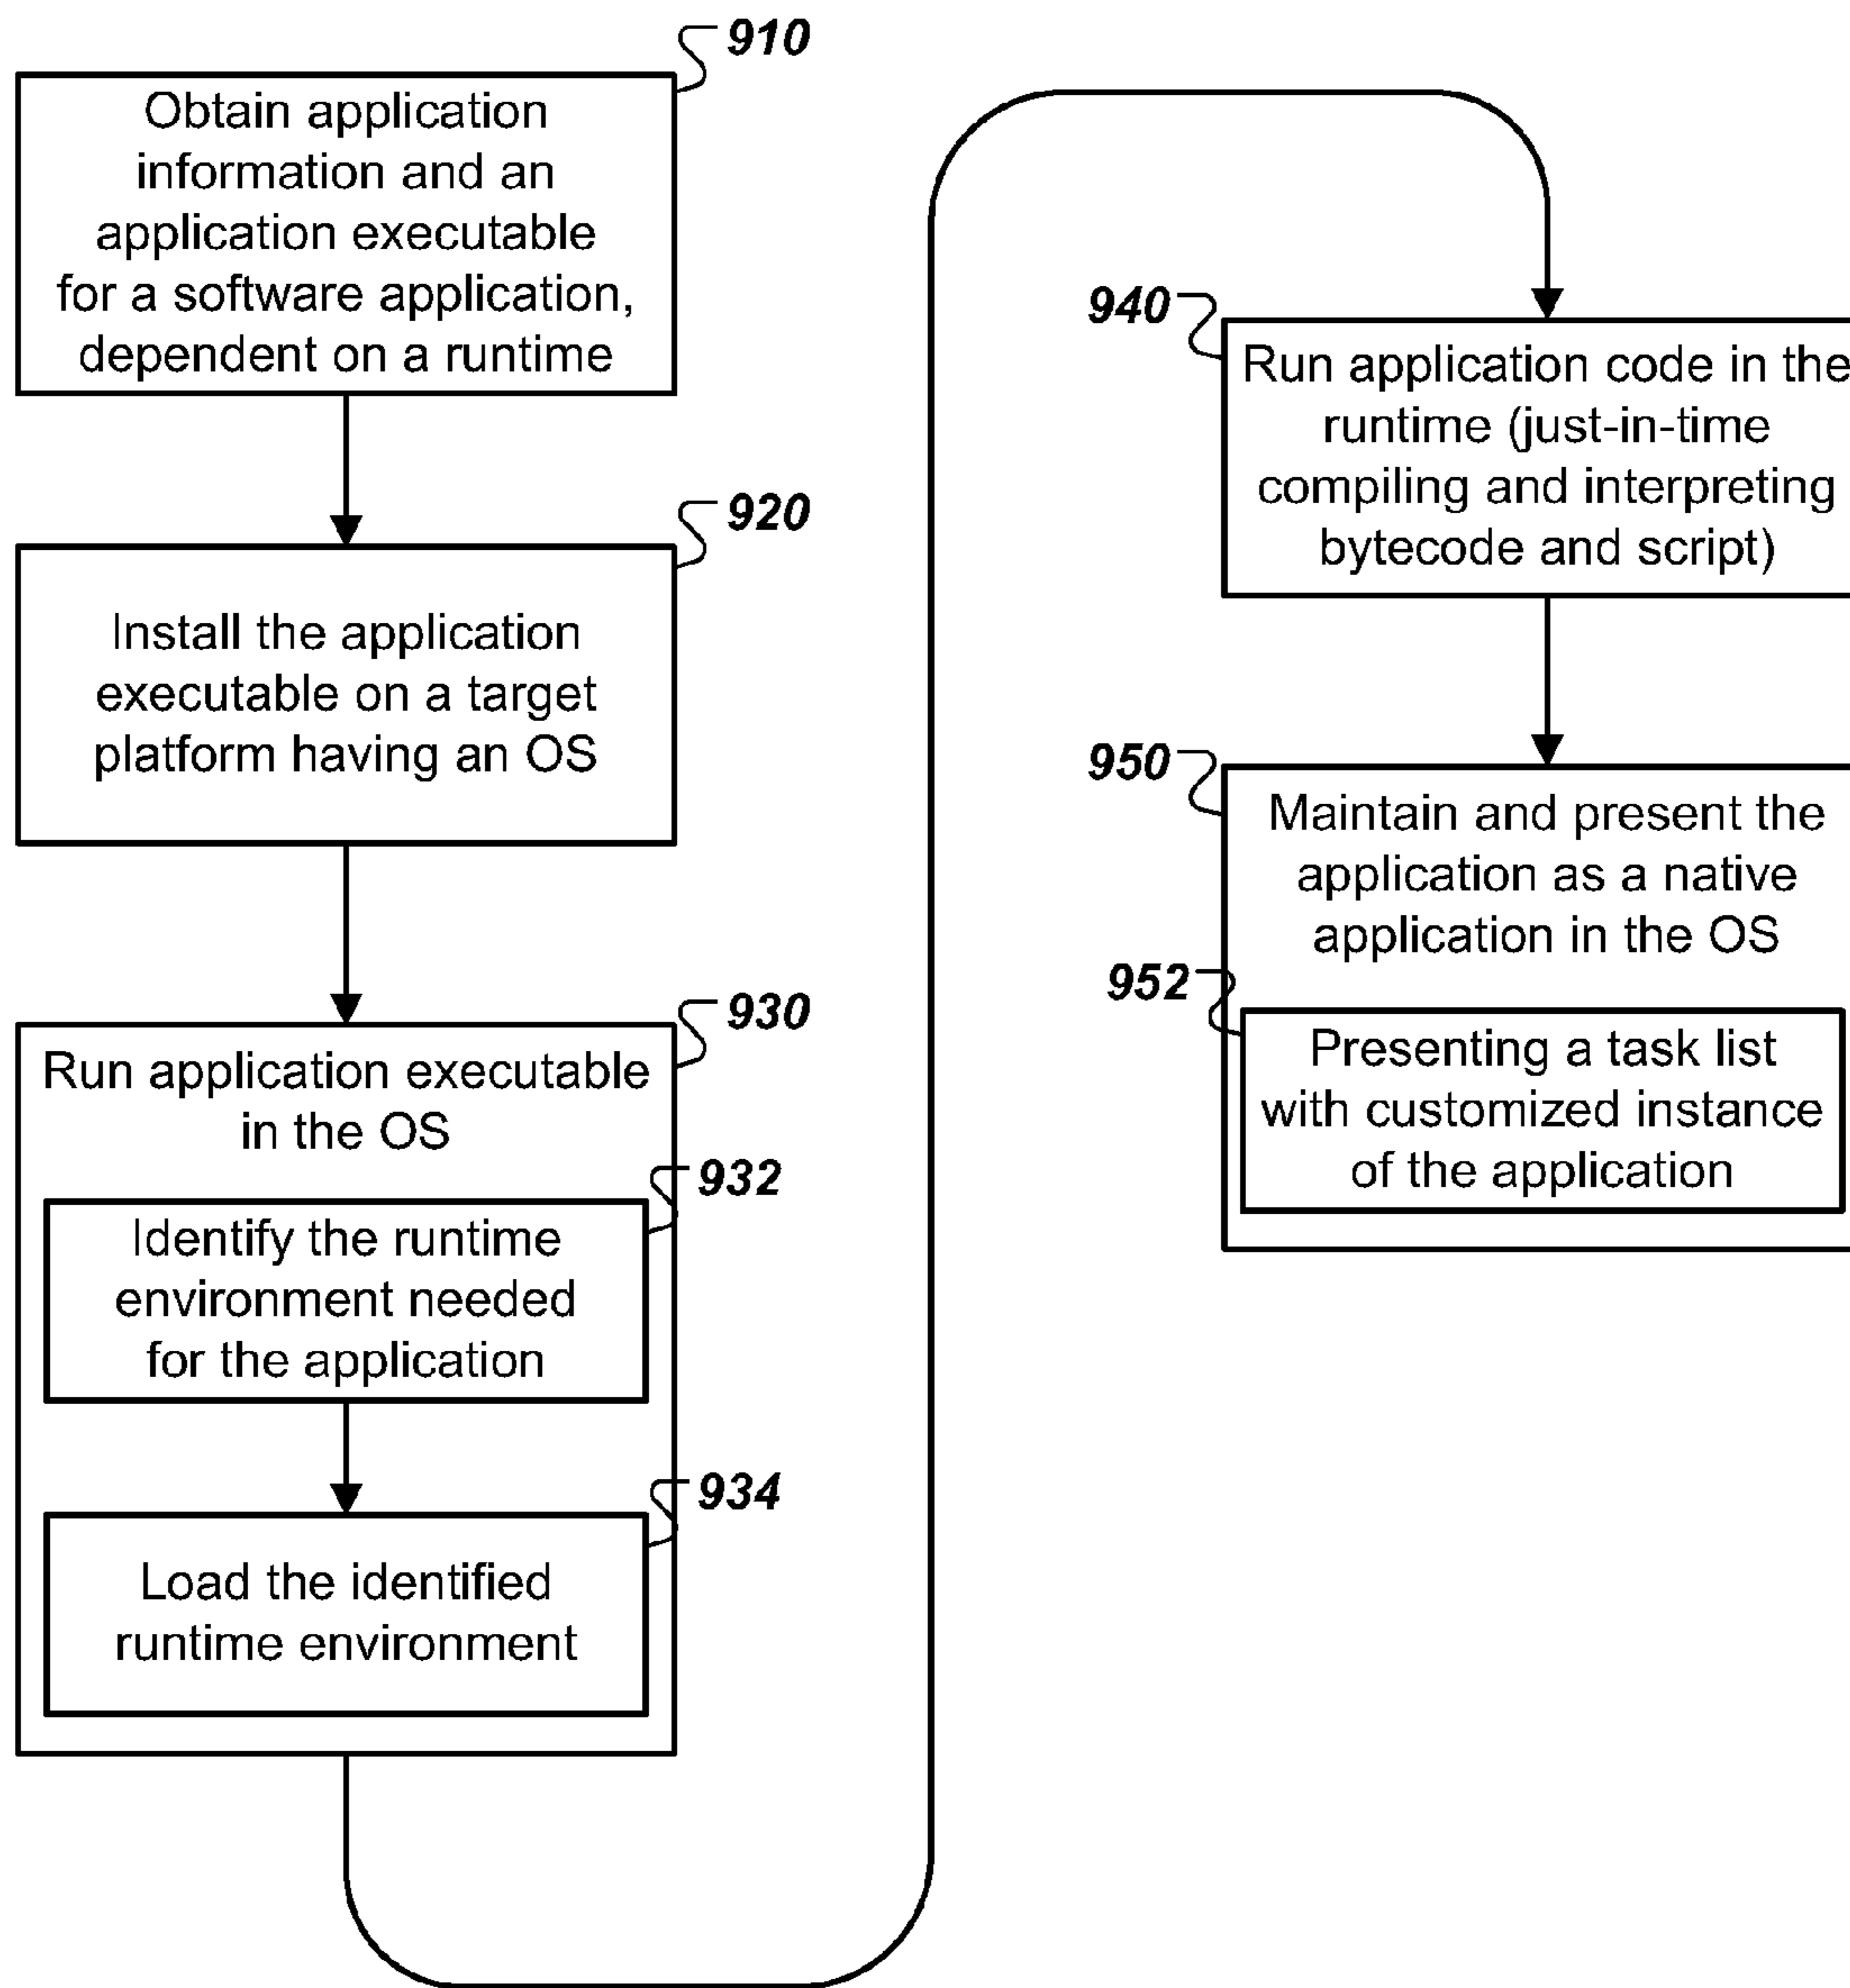 910
Obtain application
information and an
application executable
for a software application,
dependent on a runtime
920
Install the application
executable on a target
platform having an OS
930
Run application executable
in the OS
932
Identify the runtime
environment needed
for the application
934
Load the identified
runtime environment
940
Run application code in the
runtime (just-in-time
compiling and interpreting
bytecode and script)
950
Maintain and present the
application as a native
application in the OS
952
Presenting a task list
with customized instance
of the application